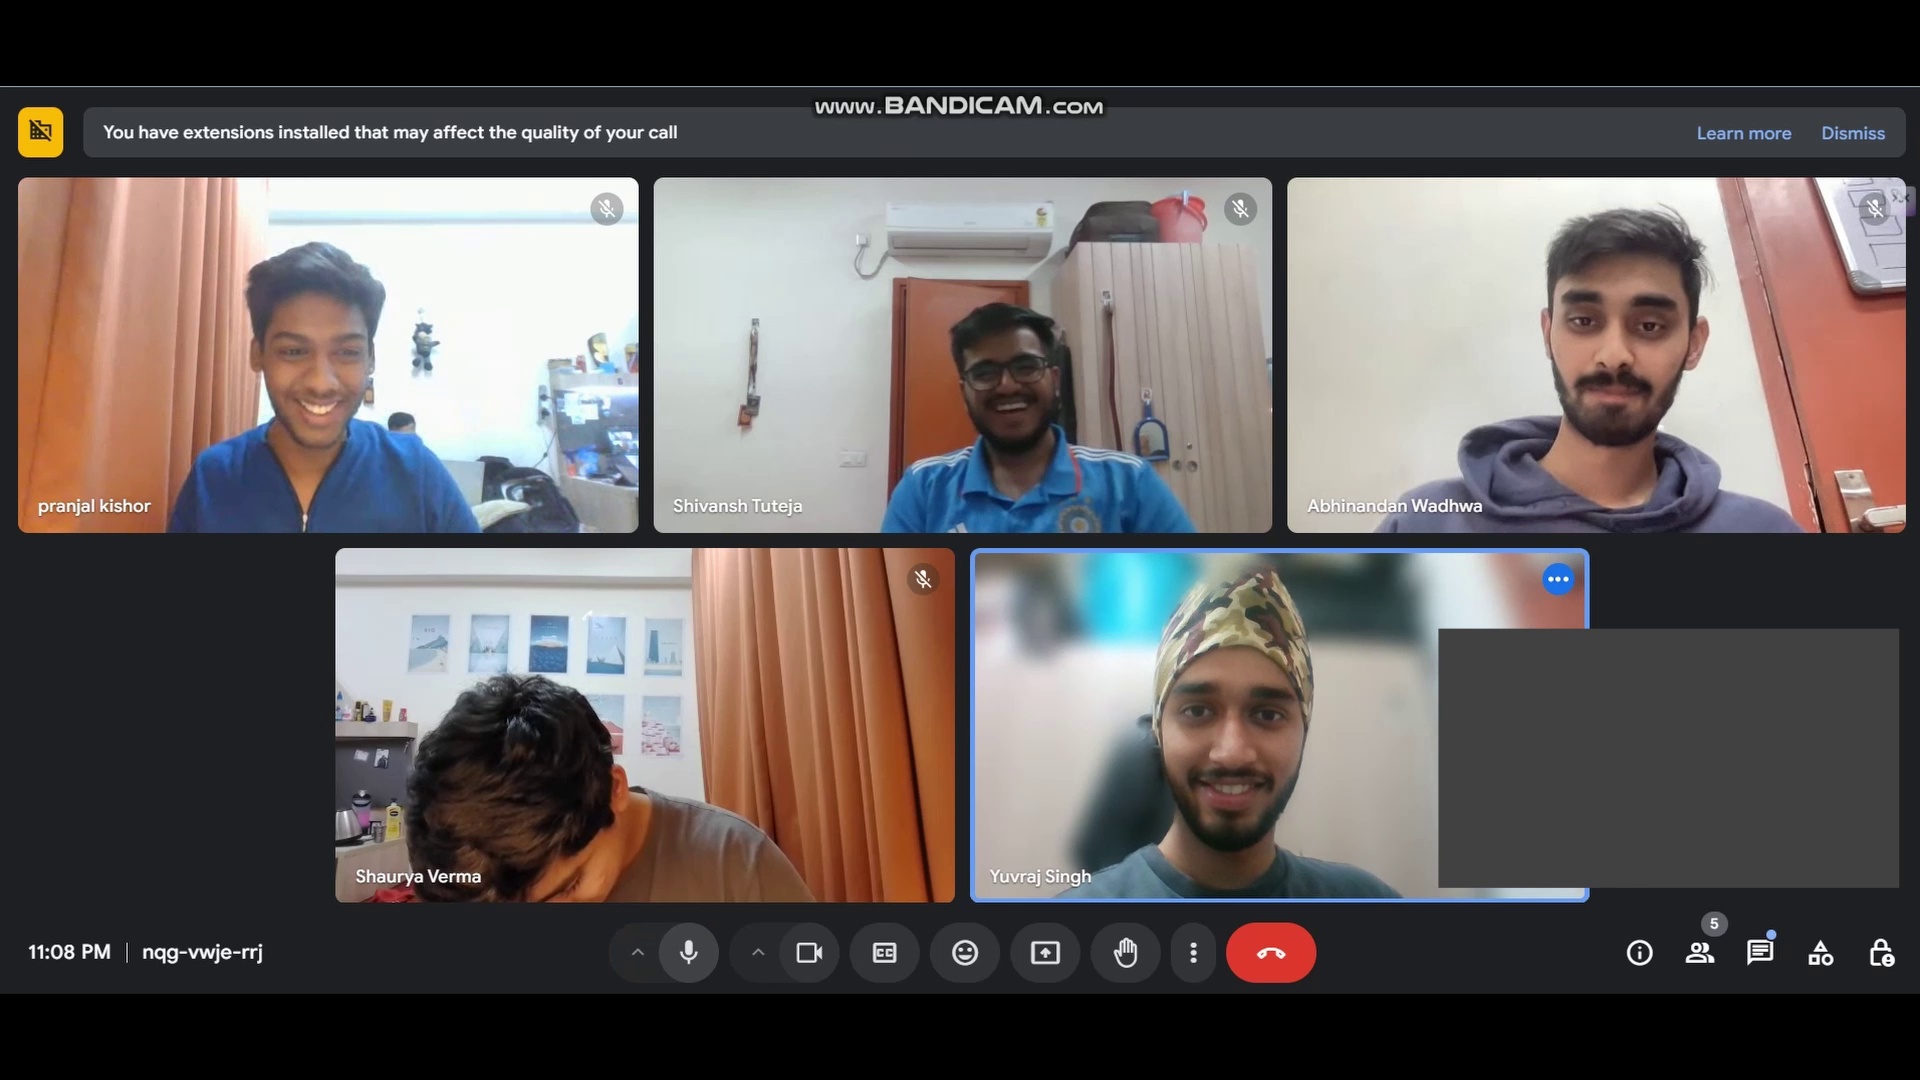 www.BANDICAM.com
You have extensions installed that may affect the quality of your call
Learn more
Dismiss
pranjal kishor
Shivansh Tuteja
Abhinandan Wadhwa
Shaurya Verma
Yuvraj Singh
5
11:08 PM | nqg-vwje-rrj
CC